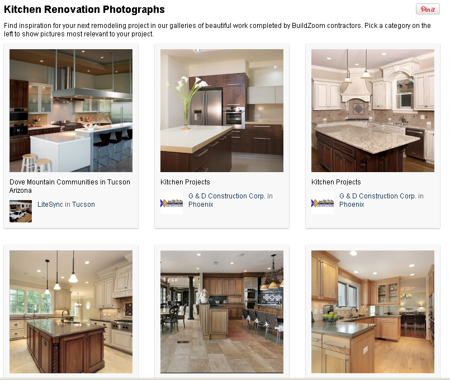 Kitchen Renovation Photographs
Pin it
Find inspiration for your next remodeling project in our galleries of beautiful work completed by BuildZoom contractors. Pick a category on the
left to show pictures most relevant to your project.
Dove Mountain Communities in Tucson
Arizona
LiteSync in Tucson
Kitchen Projects
G & D Construction Corp. in
Phoenix
Kitchen Projects
G & D Construction Corp. in
Phoenix